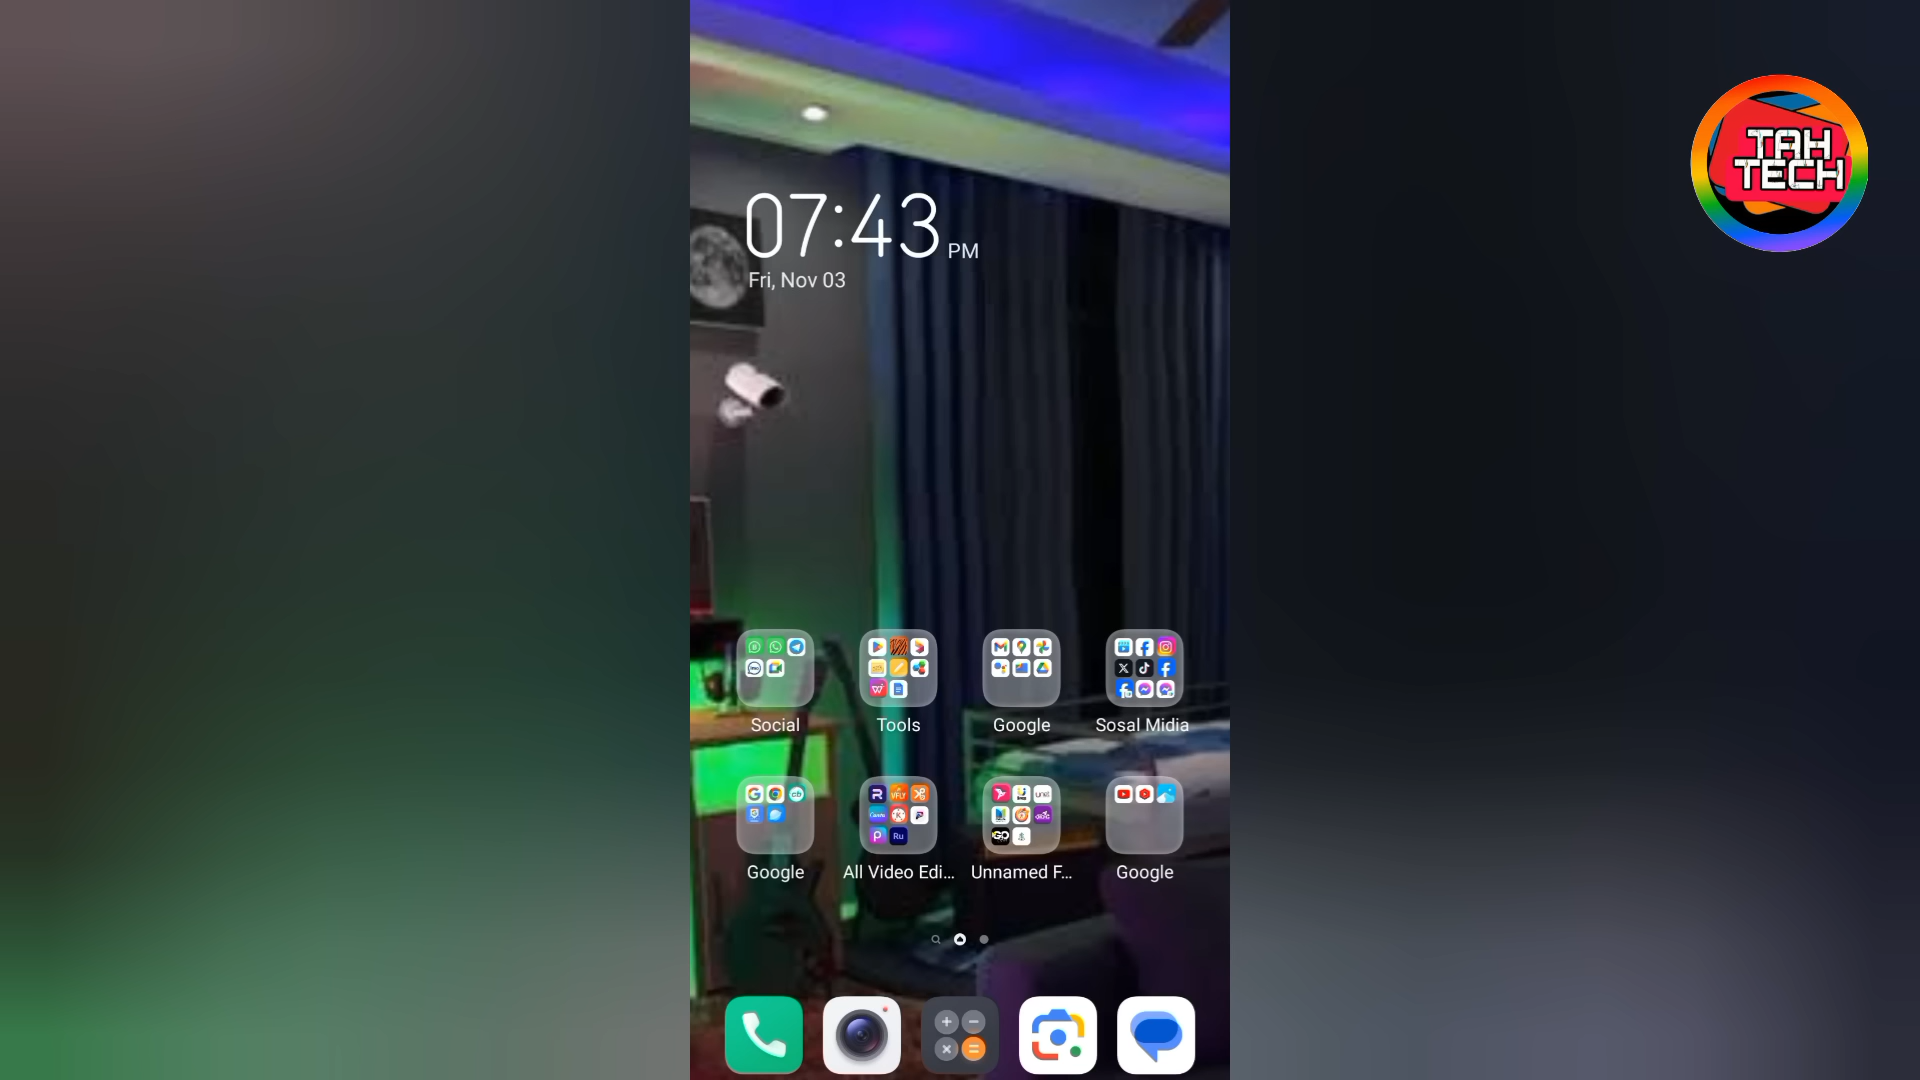 TAH
TECH
07:43 PM
Fri, Nov 03
Social
Tools
Google
Sosal Midia
Google
All Video Edi...
Unnamed F...
Google